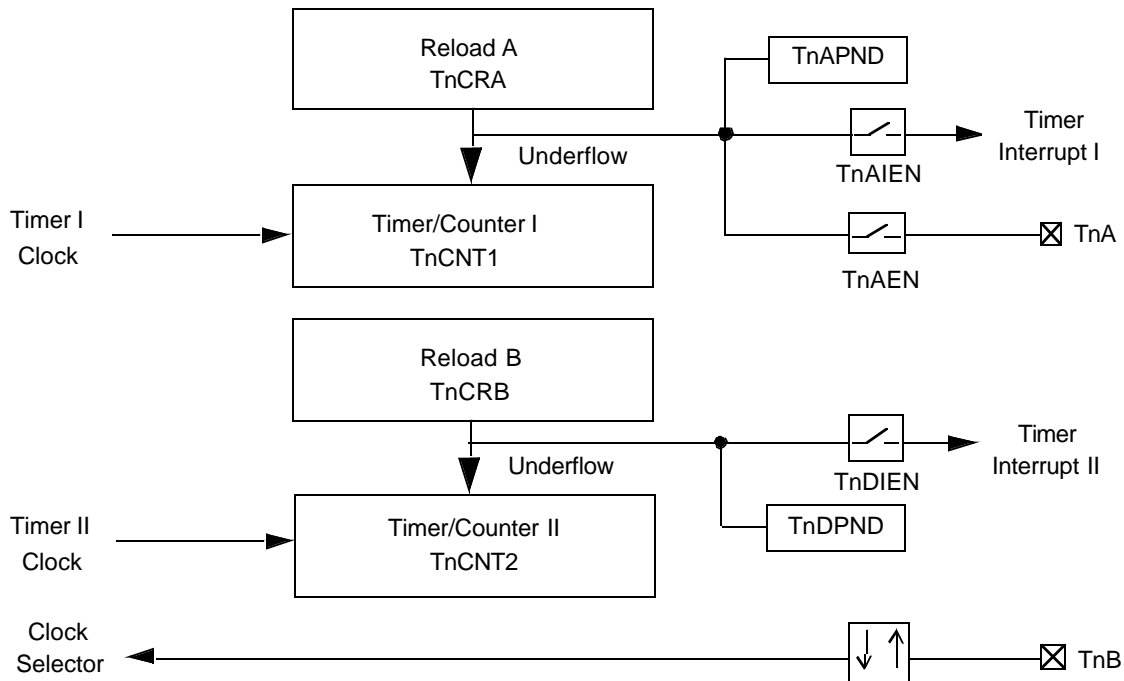 Reload A
TnCRA
TnAPND
Timer
Interrupt I
Underflow
TnAIEN
Timer I
Clock
Timer/Counter I
TnCNT1
TnA
TnAEN
Reload B
TnCRB
Timer
Interrupt II
Underflow
TnDIEN
Timer II
Clock
Timer/Counter II
TnCNT2
TnDPND
Clock
Selector
TnB